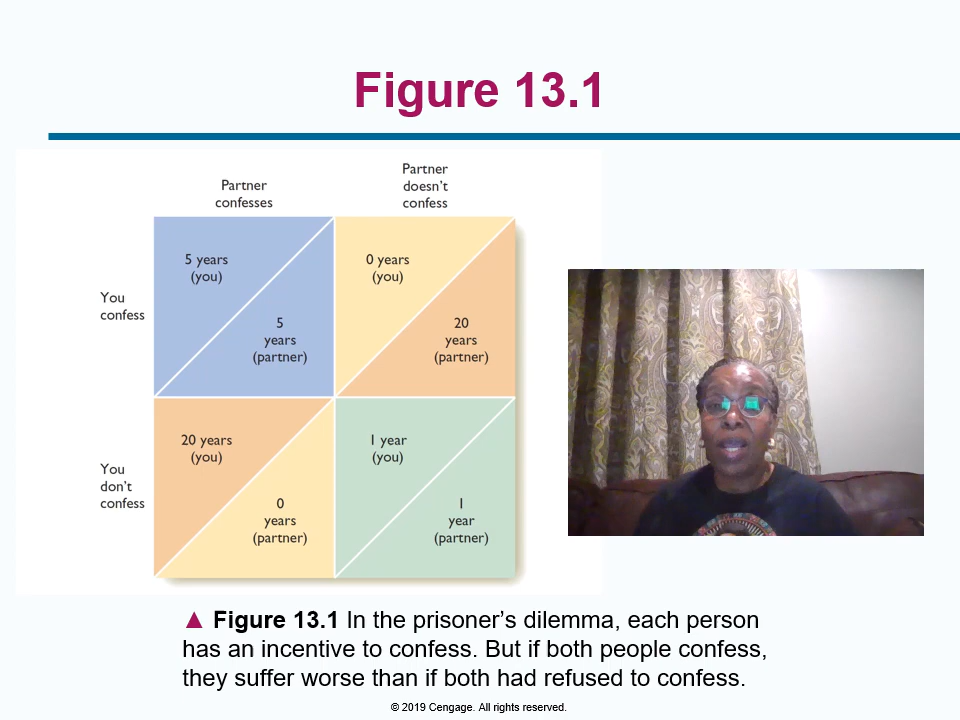 Figure 13.1
Partner
confesses
Partner
doesn't
confess
You
confess
5 years
(you)
5
years
(partner)
0 years
(you)
20
years
(partner)
You
don't
confess
20 years
(you)
0
years
(partner)
1 year
(you)
1
year
(partner)
▲ Figure 13.1 In the prisoner's dilemma, each person
has an incentive to confess. But if both people confess,
they suffer worse than if both had refused to confess.
© 2019 Cengage. All rights reserved.